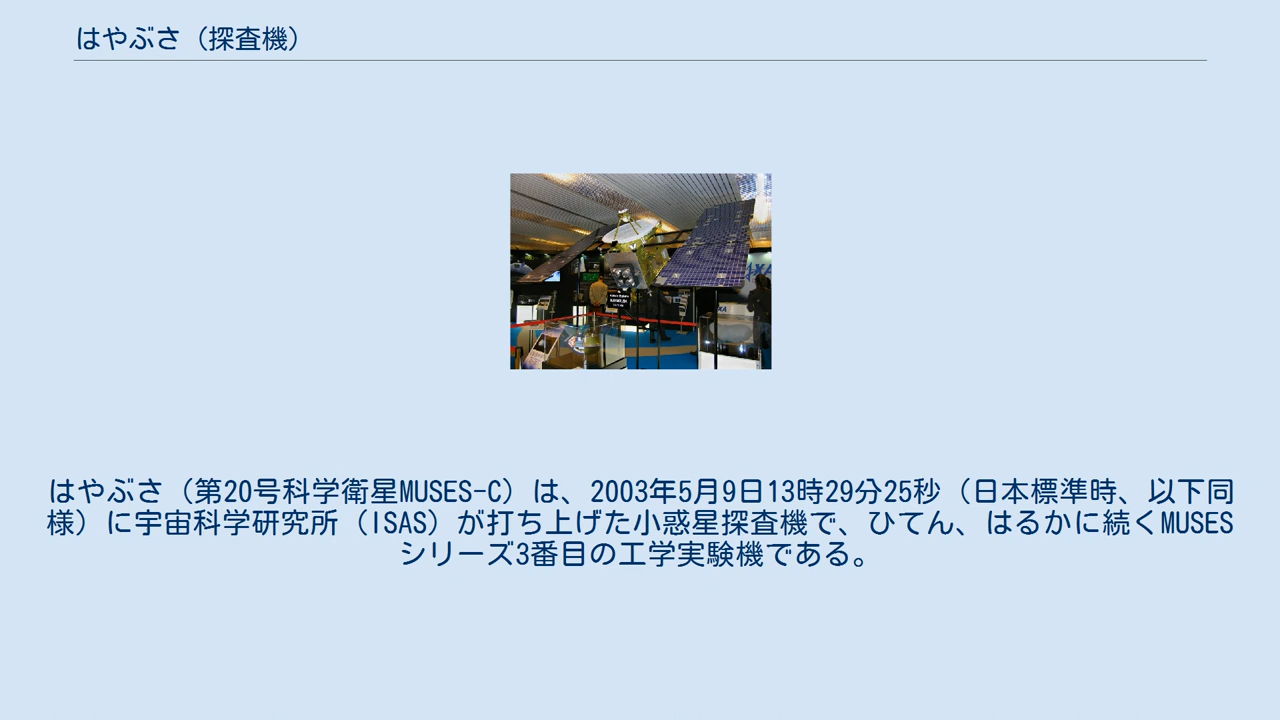 はやぶさ（探査機）
はやぶさ（第20号科学衛星MUSES-C）は、2003年5月9日13時29分25秒（日本標準時、以下同
様）に宇宙科学研究所（ISAS）が打ち上げた小惑星探査機で、ひてん、はるかに続くMUSES
シリーズ3番目の工学実験機である。